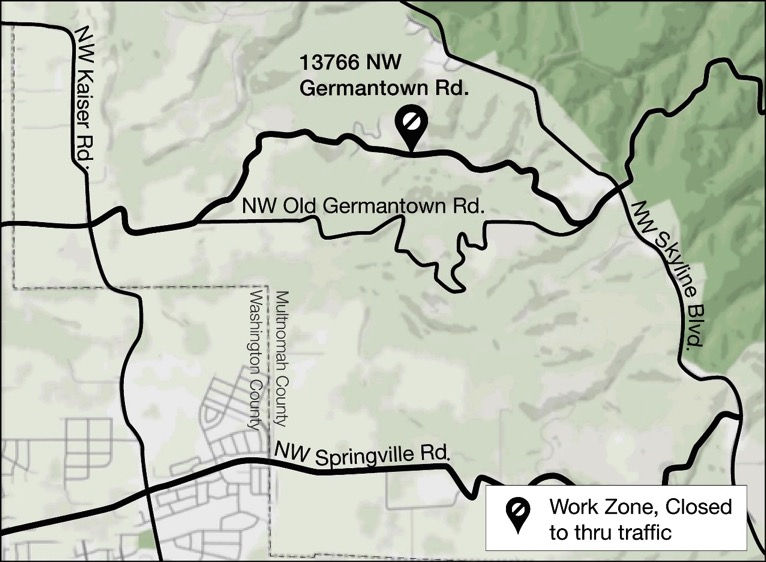 NW Kaiser Rd.
13766 NW
Germantown Rd.
NW Old Germantown Rd.
NW Skyline Blvd.
Multnomah County
Washington County
NW Springville Rd.
Work Zone, Closed
to thru traffic